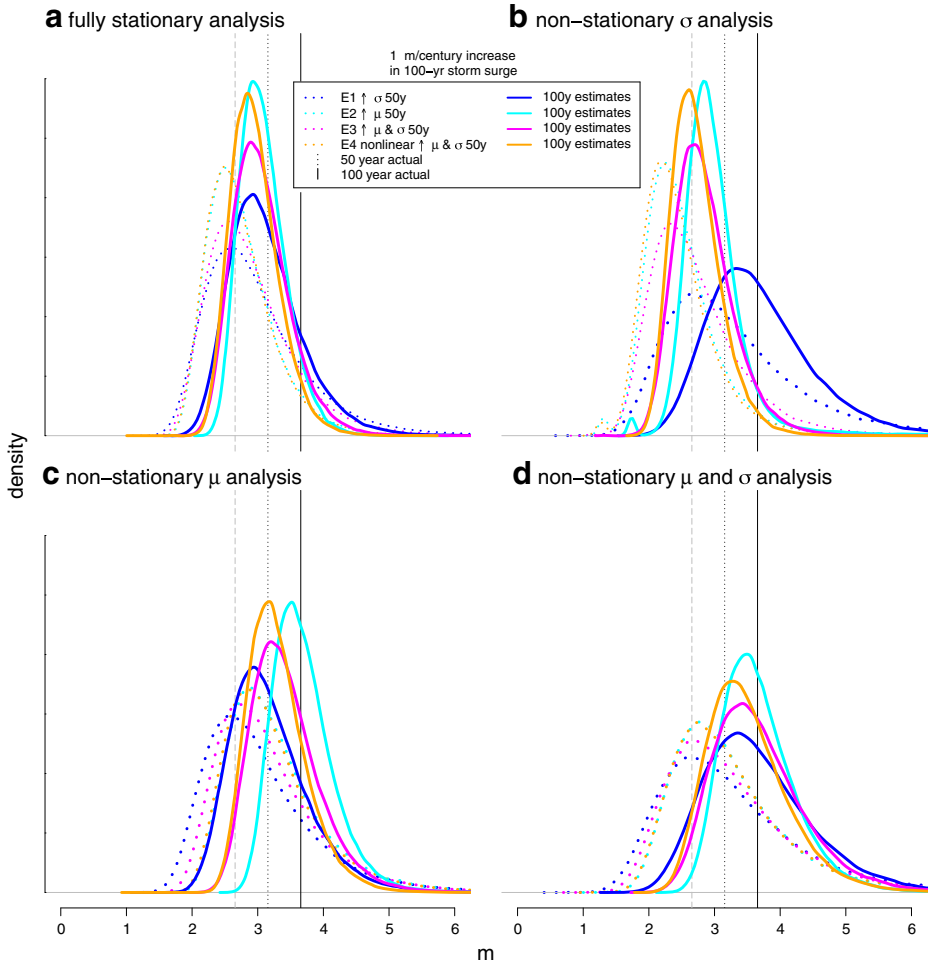 a fully stationary analysis
b non–stationary σ analysis
1 m/century increase
in 100–yr storm surge
E1 ↑ σ 50y
E2 ↑ μ 50y
E3 ↑ μ & σ 50y
E4 nonlinear ↑ μ & σ 50y
50 year actual
100 year actual
100y estimates
100y estimates
100y estimates
100y estimates
density
c non–stationary μ analysis
d non–stationary μ and σ analysis
0 1 2 3 4 5 6
0 1 2 3 4 5 6
m